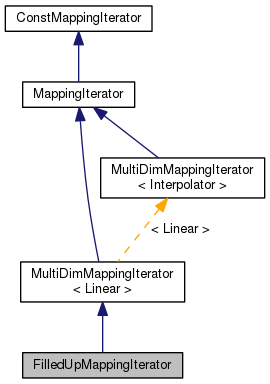 ConstMappingIterator
MappingIterator
MultiDimMappingIterator
< Interpolator >
< Linear >
MultiDimMappingIterator
< Linear >
FilledUpMappingIterator